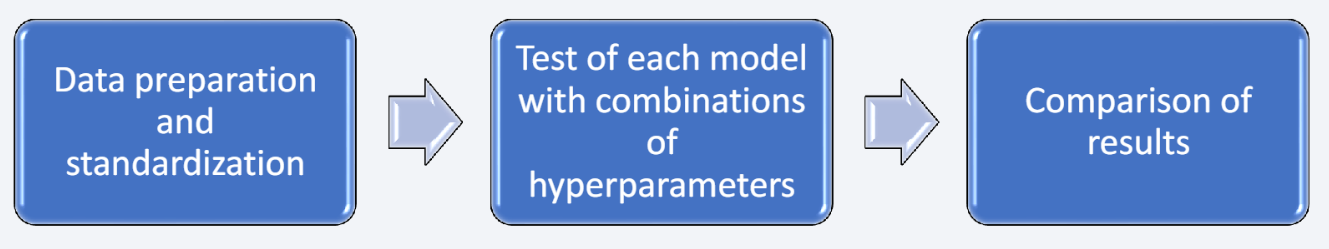 Data preparation
and
standardization
Test of each model
with combinations
of
hyperparameters
Comparison of
results